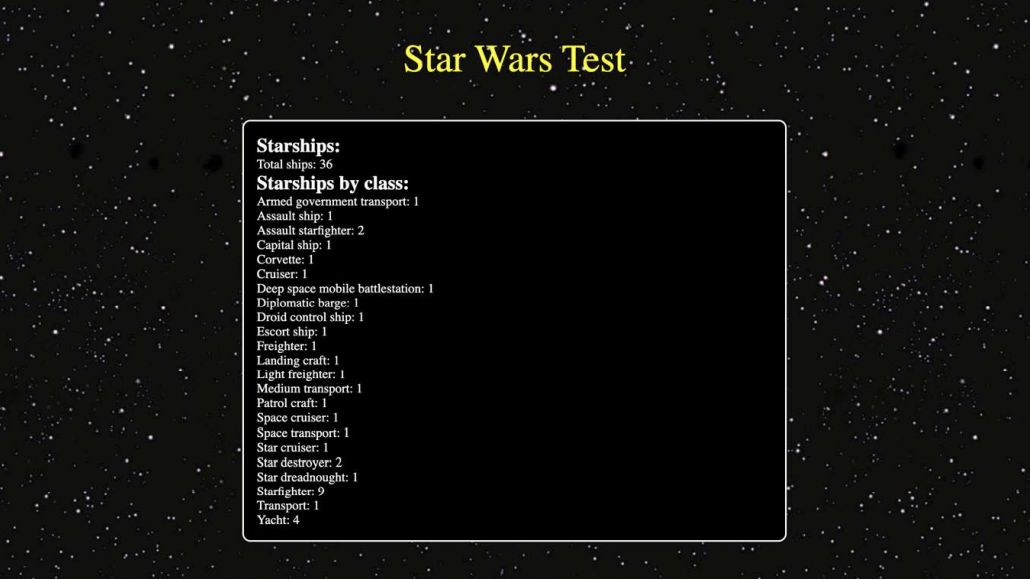 Star Wars Test
Starships:
Total ships: 36
Starships by class:
Armed government transport: 1
Assault ship: 1
Assault starfighter: 2
Capital ship: 1
Corvette: 1
Cruiser: 1
Deep space mobile battlestation: 1
Diplomatic barge: 1
Droid control ship: 1
Escort ship: 1
Freighter: 1
Landing craft: 1
Light freighter: 1
Medium transport: 1
Patrol craft: 1
Space cruiser: 1
Space transport: 1
Star cruiser: 1
Star destroyer: 2
Star dreadnought: 1
Starfighter: 9
Transport: 1
Yacht: 4